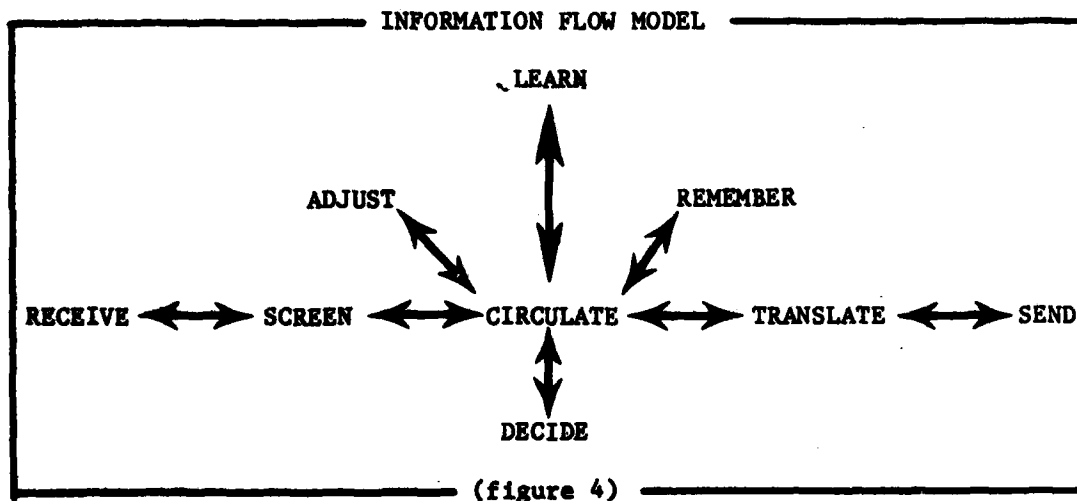 INFORMATION FLOW MODEL
LEARN
ADJUST REMEMBER
RECEIVE SCREEN CIRCULATE TRANSLATE SEND
DECIDE
(figure 4)